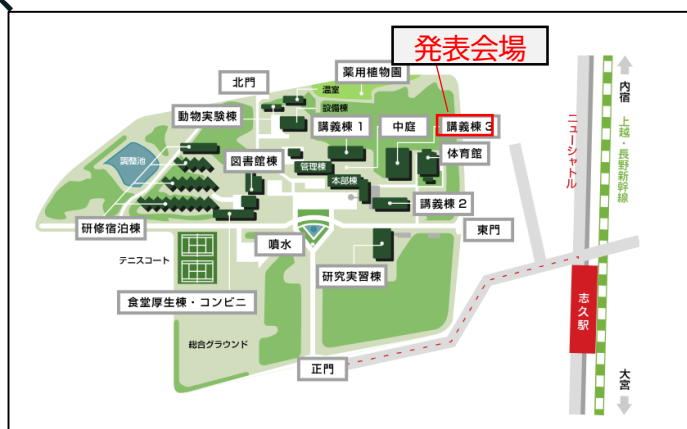 発表会場
薬用植物園
北門
温室
設備棟
動物実験棟
講義棟 1
中庭
講義棟 3
体育館
調整池
図書館棟
管理棟
本部棟
講義棟 2
研修宿泊棟
噴水
東門
テニスコート
研究実習棟
食堂厚生棟・コンビニ
総合グラウンド
正門
内宿
ニューシャトル
上越・長野新幹線
志久駅
大宮